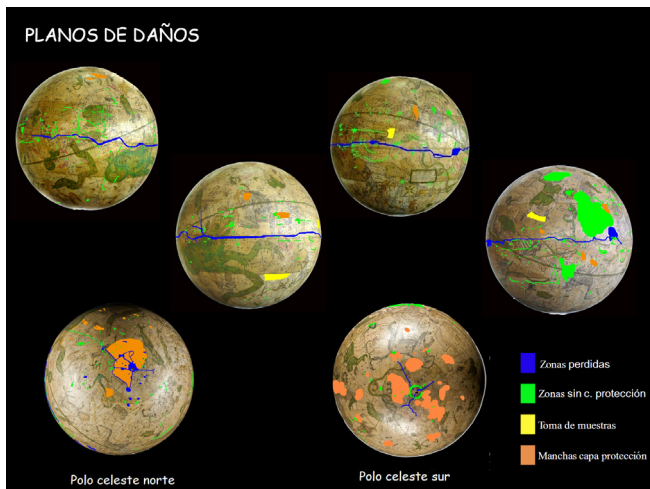 PLANOS DE DAÑOS
Zonas perdidas
Zonas sin c. protección
Toma de muestras
Manchas capa protección
Polo celeste norte
Polo celeste sur